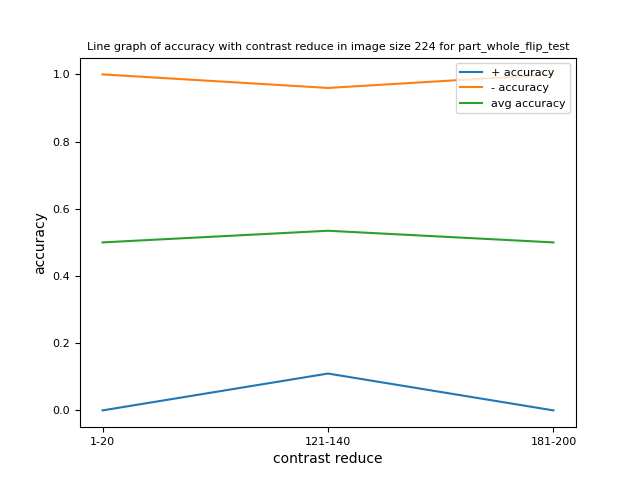 Line graph of accuracy with contrast reduce in image size 224 for part_whole_flip_test
+ accuracy
- accuracy
avg accuracy
accuracy
1.0
0.8
0.6
0.4
0.2
0.0
1-20
121-140
181-200
contrast reduce